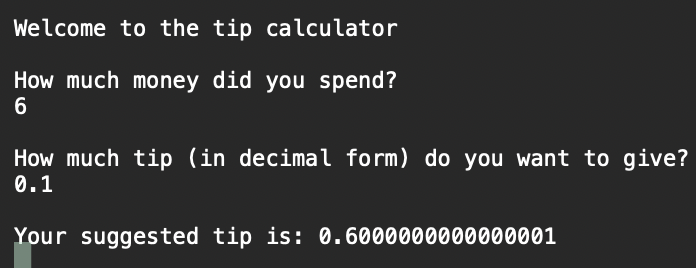 Welcome to the tip calculator
How much money did you spend?
6
How much tip (in decimal form) do you want to give?
0.1
Your suggested tip is: 0.6000000000000001